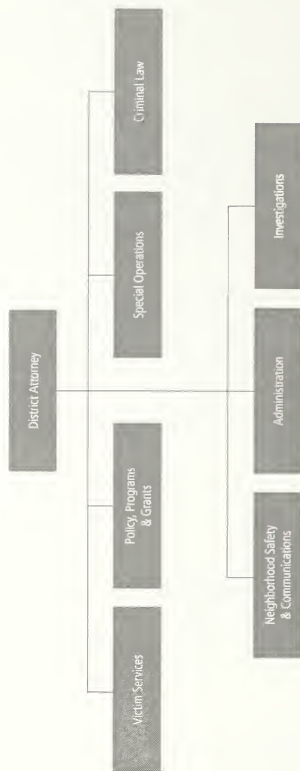 District Attorney
Victim Services
Policy, Programs
& Grants
Special Operations
Criminal Law
Neighborhood Safety
& Communications
Administration
Investigations